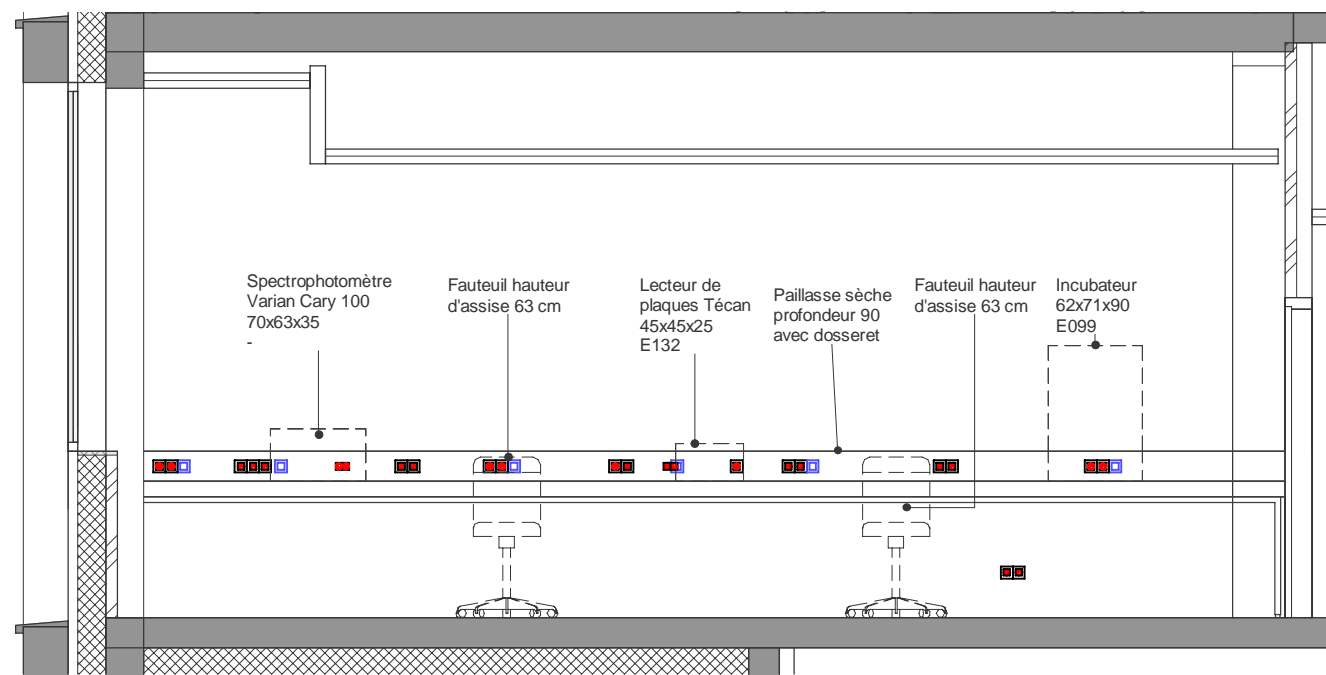 Spectrophotomètre
Varian Cary 100
70x63x35
-
Fauteuil hauteur
d'assise 63 cm
Lecteur de
plaques Técan
45x45x25
E132
Paillasse sèche
profondeur 90
avec dosseret
Fauteuil hauteur
d'assise 63 cm
Incubateur
62x71x90
E099